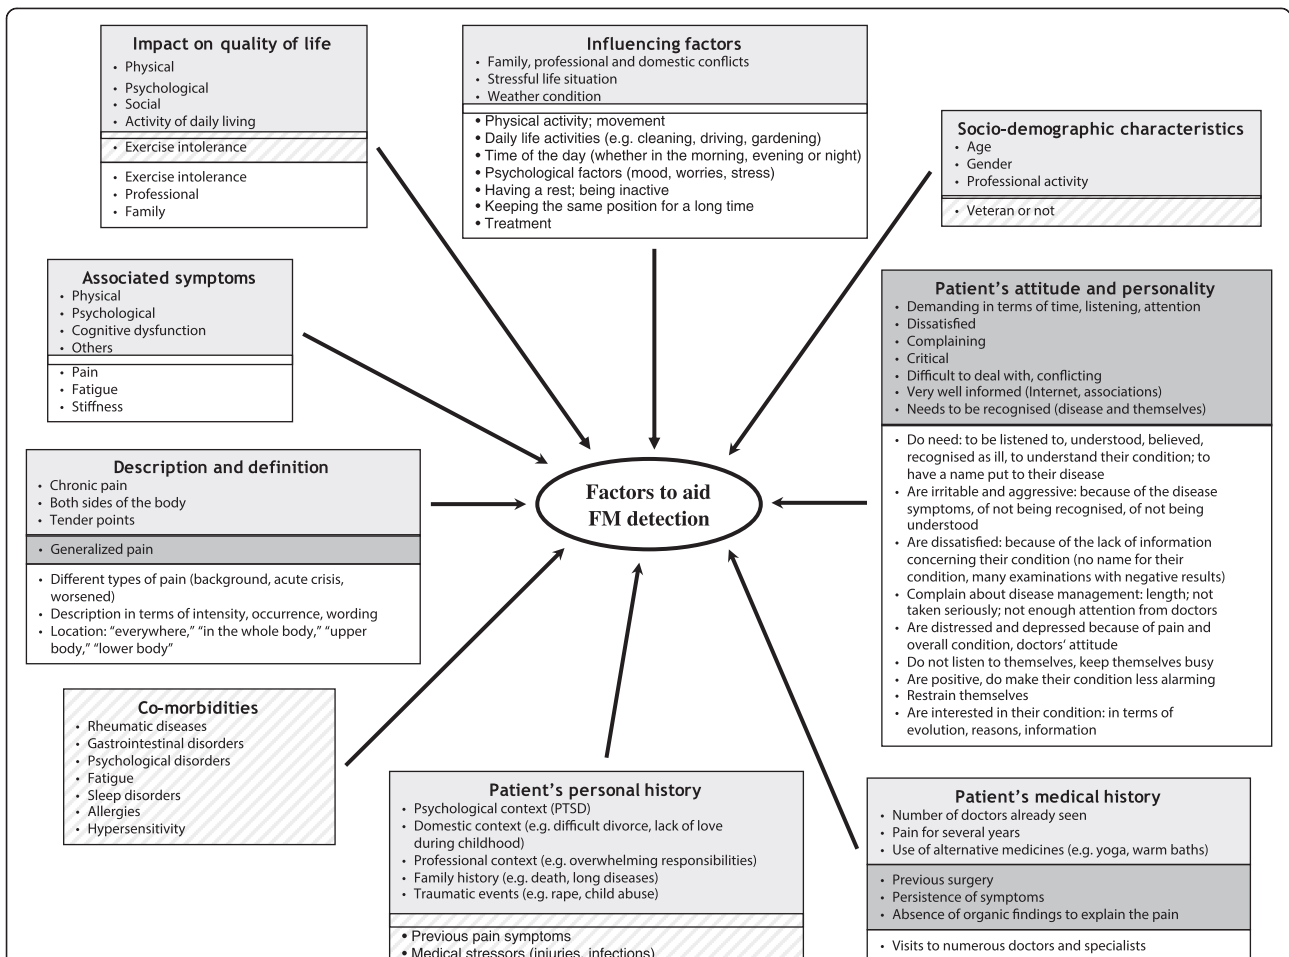 Impact on quality of life
• Physical
• Psychological
• Social
• Activity of daily living
• Exercise intolerance
• Exercise intolerance
• Professional
• Family
Influencing factors
• Family, professional and domestic conflicts
• Stressful life situation
• Weather condition
• Physical activity; movement
• Daily life activities (e.g. cleaning, driving, gardening)
• Time of the day (whether in the morning, evening or night)
• Psychological factors (mood, worries, stress)
• Having a rest; being inactive
• Keeping the same position for a long time
• Treatment
Socio-demographic characteristics
• Age
• Gender
• Professional activity
• Veteran or not
Associated symptoms
• Physical
• Psychological
• Cognitive dysfunction
• Others
• Pain
• Fatigue
• Stiffness
Patient's attitude and personality
• Demanding in terms of time, listening, attention
• Dissatisfied
• Complaining
• Critical
• Difficult to deal with, conflicting
• Very well informed (Internet, associations)
• Needs to be recognised (disease and themselves)
• Do need: to be listened to, understood, believed,
recognised as ill, to understand their condition; to
have a name put to their disease
• Are irritable and aggressive: because of the disease
symptoms, of not being recognised, of not being
understood
• Are dissatisfied: because of the lack of information
concerning their condition (no name for their
condition, many examinations with negative results)
• Complain about disease management: length; not
taken seriously; not enough attention from doctors
• Are distressed and depressed because of pain and
overall condition, doctors' attitude
• Do not listen to themselves, keep themselves busy
• Are positive, do make their condition less alarming
• Restrain themselves
• Are interested in their condition: in terms of
evolution, reasons, information
Description and definition
• Chronic pain
• Both sides of the body
• Tender points
• Generalized pain
• Different types of pain (background, acute crisis,
worsened)
• Description in terms of intensity, occurrence, wording
• Location: “everywhere,” “in the whole body,” “upper
body,” “lower body”
Factors to aid
FM detection
Co-morbidities
• Rheumatic diseases
• Gastrointestinal disorders
• Psychological disorders
• Fatigue
• Sleep disorders
• Allergies
• Hypersensitivity
Patient's personal history
• Psychological context (PTSD)
• Domestic context (e.g. difficult divorce, lack of love
during childhood)
• Professional context (e.g. overwhelming responsibilities)
• Family history (e.g. death, long diseases)
• Traumatic events (e.g. rape, child abuse)
• Previous pain symptoms
• Medical stressors (injuries, infections)
Patient's medical history
• Number of doctors already seen
• Pain for several years
• Use of alternative medicines (e.g. yoga, warm baths)
• Previous surgery
• Persistence of symptoms
• Absence of organic findings to explain the pain
• Visits to numerous doctors and specialists